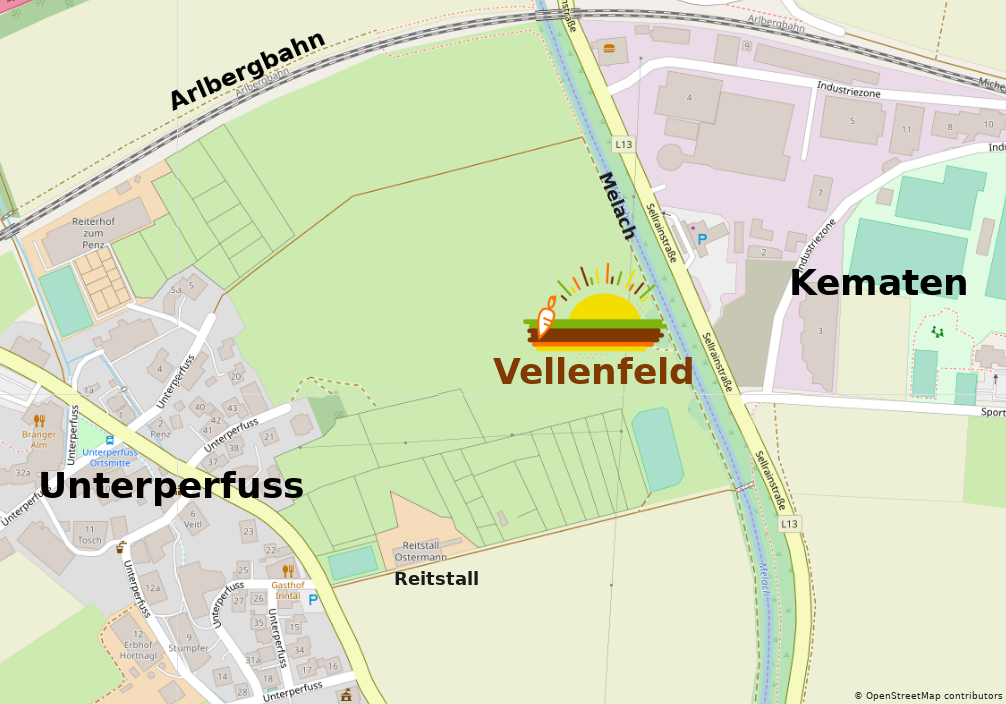 Arlbergbahn
Arlbergbahn
Arlbergbahn
Michel
Industriezone
Industriezone
Indu
Industriezone
9
4
5
11
8
10
7
2
3
L13
Melach
Sellrainstraße
P
Kematen
Reiterhof
zum
Penz
5a
5
Vellenfeld
Sellrainstraße
4
20
1a
1
Unterperfuss
40
43
42
41
2
Penz
38
21
37
Branger
Alm
Unterperfuss
Unterperfuss
Unterperfuss
Ortsmitte
Sport
32a
Unterperfuss
Unterperfuss
Sellrainstraße
L13
6
Veitl
11
Tosch
23
22
Reitstall
Ostermann
Reitstall
Melach
25
Gasthof
Inntal
P
12a
27
26
Unterperfuss
Unterperfuss
Unterperfuss
35
15
12
Erbhof
Hörtnagl
9
Stumpfer
34
31a
17
16
14
18
28
Unterperfuss
© OpenStreetMap contributors